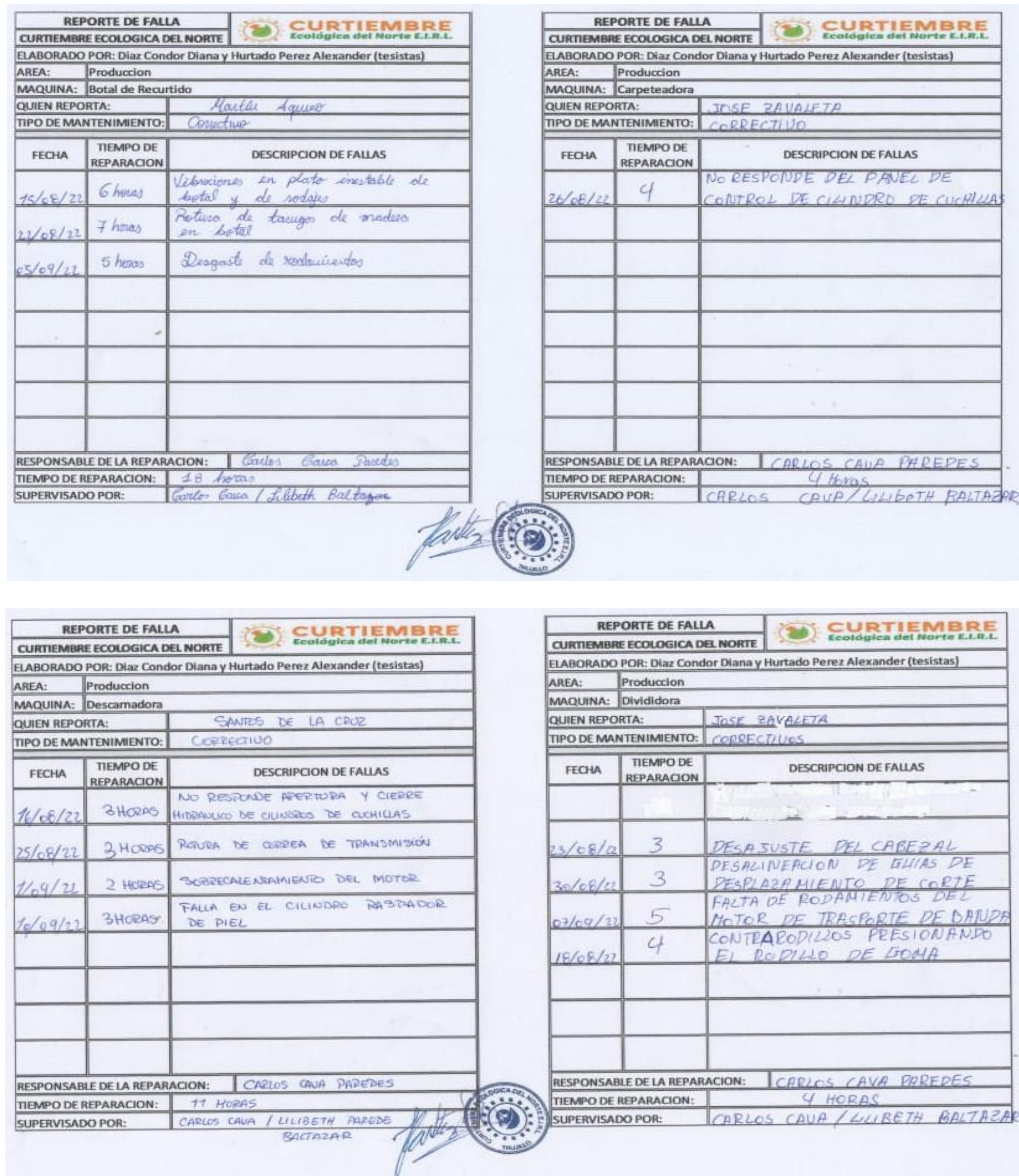 REPORTE DE FALLA
CURTIEMBRE ECOLOGICA DEL NORTE
CURTIEMBRE
Ecológica del Norte E.I.R.L.
ELABORADO POR: Diaz Condor Diana y Hurtado Perez Alexander (tesistas)
AREA: Produccion
MAQUINA: Botal de Recurtido
QUIEN REPORTA:
TIPO DE MANTENIMIENTO: Correctivo
FECHA TIEMPO DE REPARACION DESCRIPCION DE FALLAS
15/08/22 6 horas Vibraciones en plato inestable de
botal y de rodajes
22/08/22 7 horas Rotura de tarugos de madera
en botal
05/09/22 5 horas Desgaste de
RESPONSABLE DE LA REPARACION: Carlos Cava Paredes
TIEMPO DE REPARACION: 18 horas
SUPERVISADO POR: Carlos Cava / Lilibeth Baltazar
REPORTE DE FALLA
CURTIEMBRE ECOLOGICA DEL NORTE
CURTIEMBRE
Ecológica del Norte E.I.R.L.
ELABORADO POR: Diaz Condor Diana y Hurtado Perez Alexander (tesistas)
AREA: Produccion
MAQUINA: Carpeteadora
QUIEN REPORTA: JOSE ZAVALETA
TIPO DE MANTENIMIENTO: CORRECTIVO
FECHA TIEMPO DE REPARACION DESCRIPCION DE FALLAS
26/08/22 4 NO RESPONDE DEL PANEL DE
CONTROL DE CILINDRO DE CUCHILLAS
RESPONSABLE DE LA REPARACION: CARLOS CAVA PAREDES
TIEMPO DE REPARACION: 4 Horas
SUPERVISADO POR: CARLOS CAVA / LILIBETH BALTAZAR
REPORTE DE FALLA
CURTIEMBRE ECOLOGICA DEL NORTE
CURTIEMBRE
Ecológica del Norte E.I.R.L.
ELABORADO POR: Diaz Condor Diana y Hurtado Perez Alexander (tesistas)
AREA: Produccion
MAQUINA: Descarnadora
QUIEN REPORTA: SANTOS DE LA CRUZ
TIPO DE MANTENIMIENTO: CORRECTIVO
FECHA TIEMPO DE REPARACION DESCRIPCION DE FALLAS
16/08/22 3 HORAS NO RESPONDE APERTURA Y CIERRE
HIDRAULICO DE CILINDROS DE CUCHILLAS
25/08/22 3 HORAS ROTURA DE CORREA DE TRANSMISIÓN
1/09/22 2 HORAS SOBRECALENTAMIENTO DEL MOTOR
10/09/22 3 HORAS FALLA EN EL CILINDRO RASPADOR
DE PIEL
RESPONSABLE DE LA REPARACION: CARLOS CAVA PAREDES
TIEMPO DE REPARACION: 11 HORAS
SUPERVISADO POR: CARLOS CAVA / LILIBETH PAREDE
BALTAZAR
REPORTE DE FALLA
CURTIEMBRE ECOLOGICA DEL NORTE
CURTIEMBRE
Ecológica del Norte E.I.R.L.
ELABORADO POR: Diaz Condor Diana y Hurtado Perez Alexander (tesistas)
AREA: Produccion
MAQUINA: Divididora
QUIEN REPORTA: JOSE ZAVALETA
TIPO DE MANTENIMIENTO: CORRECTIVOS
FECHA TIEMPO DE REPARACION DESCRIPCION DE FALLAS
3 DESAJUSTE DEL CABEZAL
30/08/22 3 DESALINEACION DE GUIAS DE
DESPLAZAMIENTO DE CORTE
07/09/22 5 FALTA DE RODAMIENTOS DEL
MOTOR DE TRASPORTE DE BANDA
18/08/22 4 CONTRARODILLOS PRESIONANDO
EL RODILLO DE GOMA
RESPONSABLE DE LA REPARACION: CARLOS CAVA PAREDES
TIEMPO DE REPARACION: 4 HORAS
SUPERVISADO POR: CARLOS CAVA / LILIBETH BALTAZAR